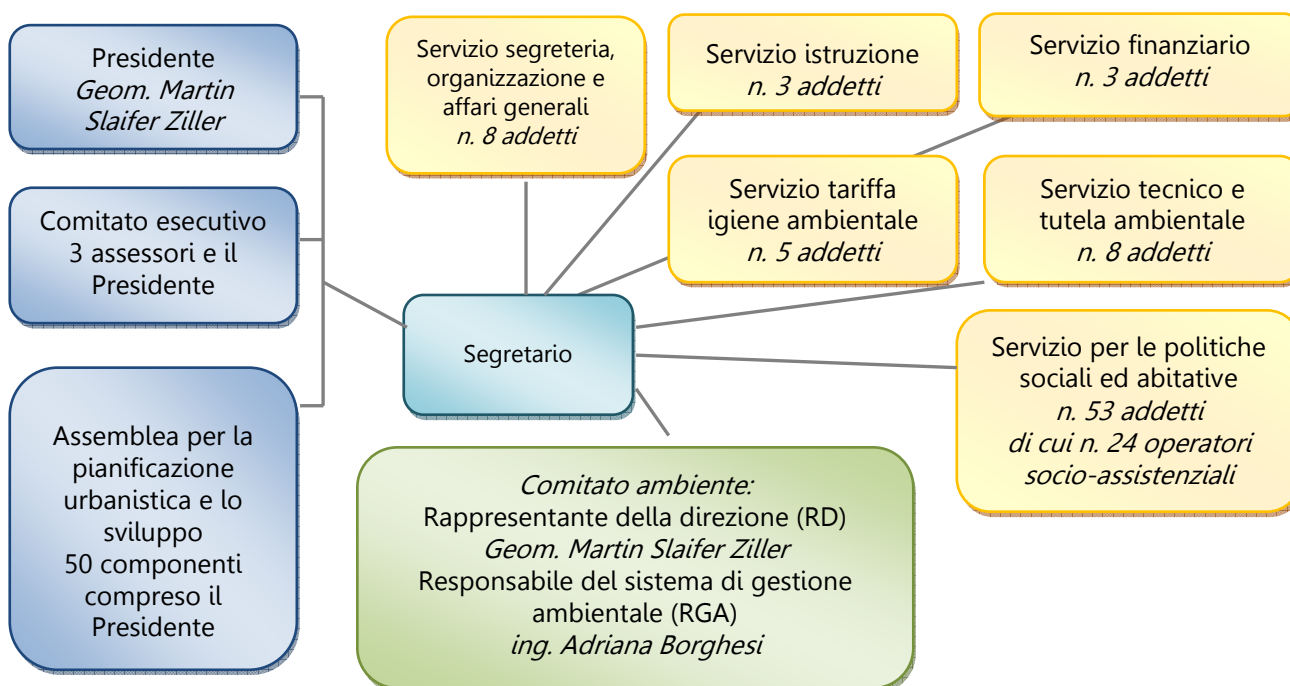 Presidente
Geom. Martin
Slaifer Ziller
Comitato esecutivo
3 assessori e il
Presidente
Assemblea per la
pianificazione
urbanistica e lo
sviluppo
50 componenti
compreso il
Presidente
Servizio segreteria,
organizzazione e
affari generali
n. 8 addetti
Servizio istruzione
n. 3 addetti
Servizio finanziario
n. 3 addetti
Servizio tariffa
igiene ambientale
n. 5 addetti
Servizio tecnico e
tutela ambientale
n. 8 addetti
Segretario
Servizio per le politiche
sociali ed abitative
n. 53 addetti
di cui n. 24 operatori
socio-assistenziali
Comitato ambiente:
Rappresentante della direzione (RD)
Geom. Martin Slaifer Ziller
Responsabile del sistema di gestione
ambientale (RGA)
ing. Adriana Borghesi